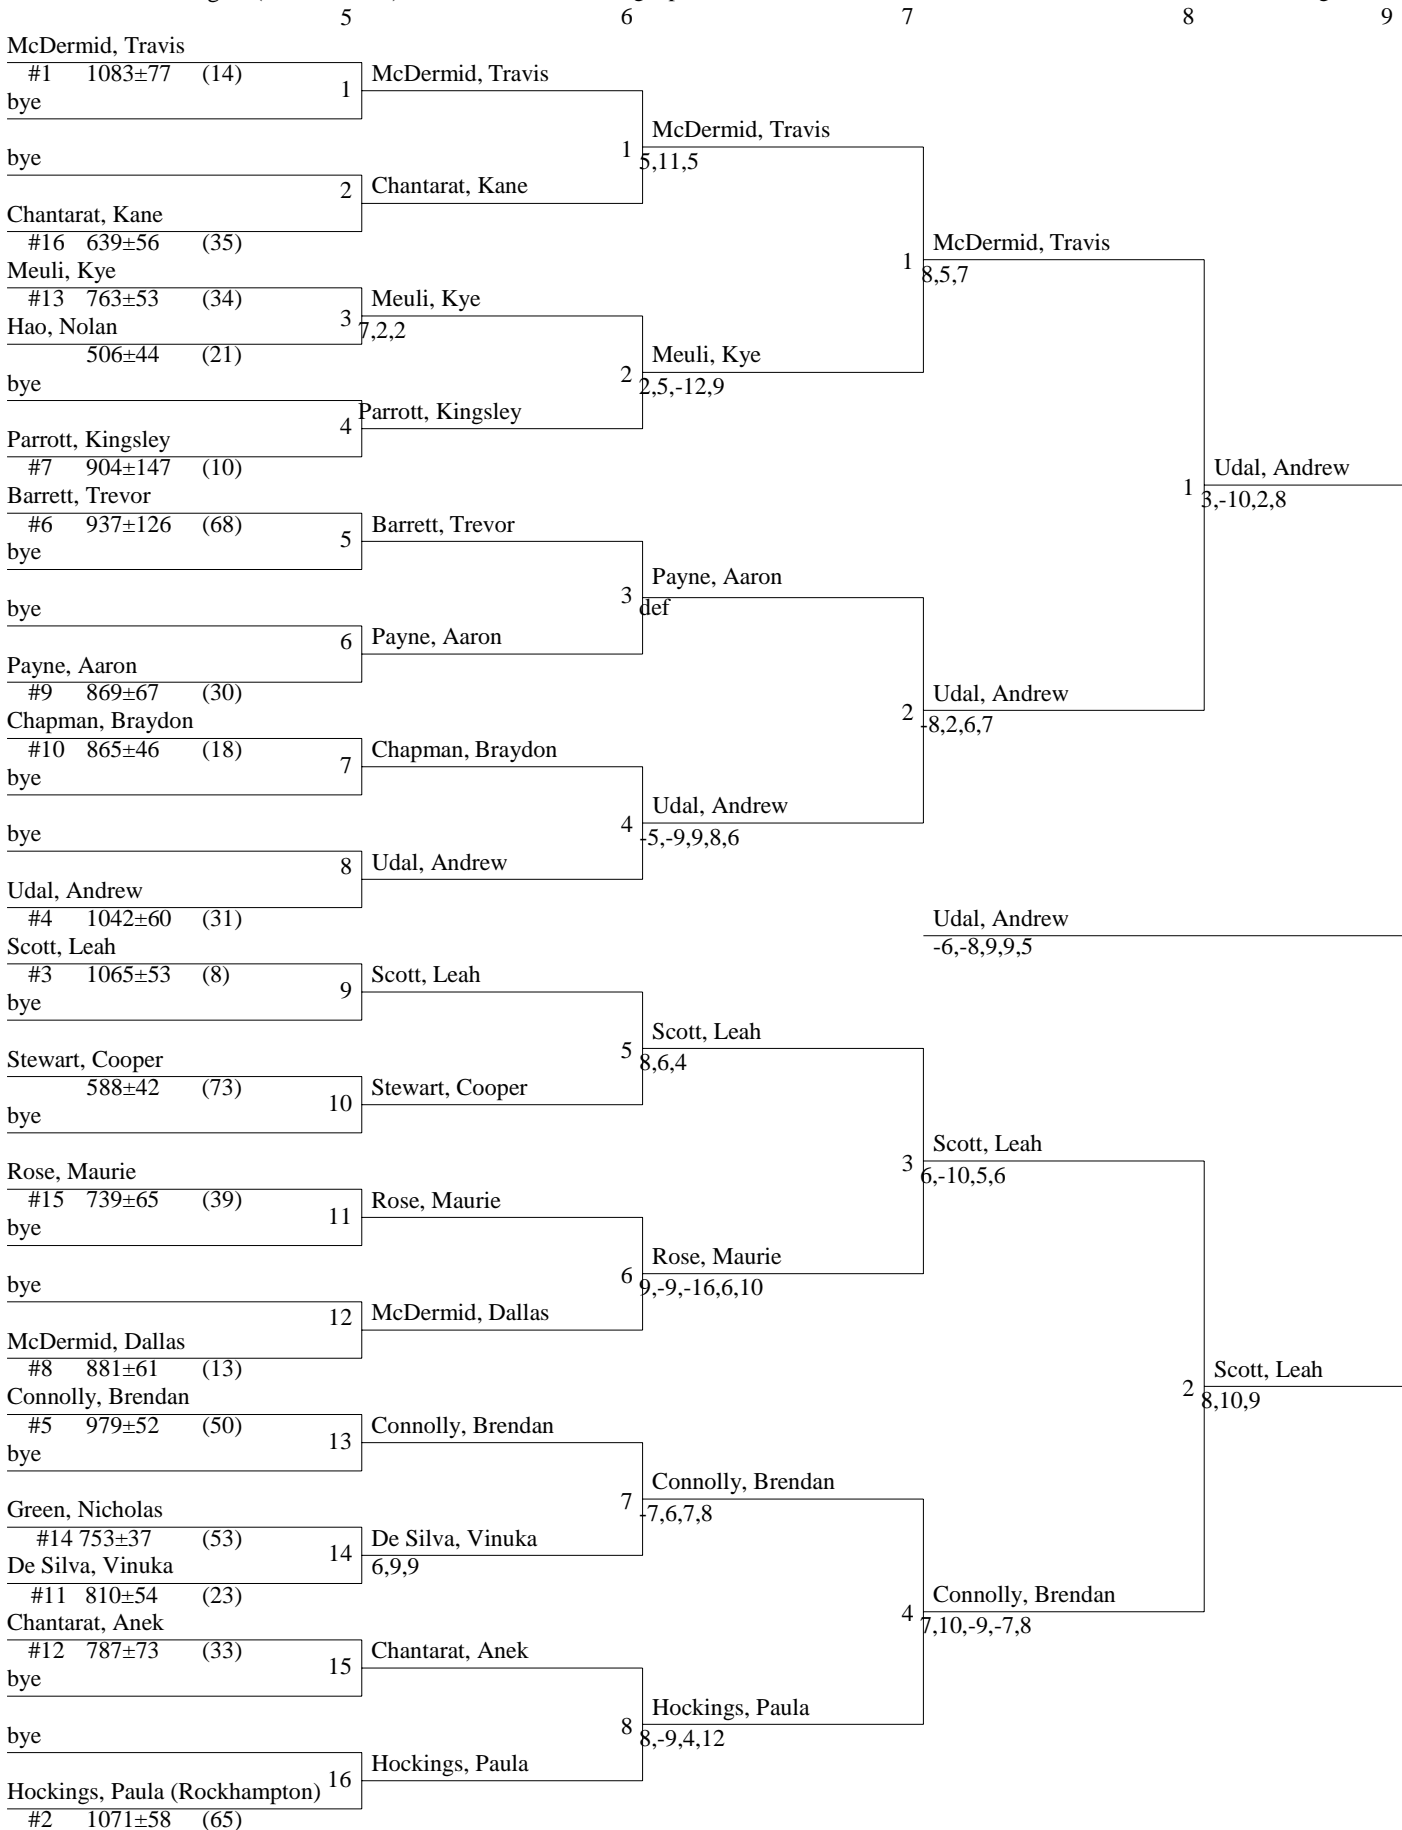 5 6 7 8 9
McDermid, Travis
#1 1083±77 (14)
bye
1 McDermid, Travis
bye
2 Chantarat, Kane
Chantarat, Kane
#16 639±56 (35)
1 McDermid, Travis
5,11,5
Meuli, Kye
#13 763±53 (34)
Hao, Nolan
506±44 (21)
3 Meuli, Kye
7,2,2
bye
4 Parrott, Kingsley
Parrott, Kingsley
#7 904±147 (10)
2 Meuli, Kye
2,5,-12,9
1 McDermid, Travis
8,5,7
Barrett, Trevor
#6 937±126 (68)
bye
5 Barrett, Trevor
bye
6 Payne, Aaron
Payne, Aaron
#9 869±67 (30)
3 Payne, Aaron
def
Chapman, Braydon
#10 865±46 (18)
bye
7 Chapman, Braydon
bye
8 Udal, Andrew
Udal, Andrew
#4 1042±60 (31)
4 Udal, Andrew
-5,-9,9,8,6
2 Udal, Andrew
-8,2,6,7
1 Udal, Andrew
3,-10,2,8
Udal, Andrew
-6,-8,9,9,5
Scott, Leah
#3 1065±53 (8)
bye
9 Scott, Leah
Stewart, Cooper
588±42 (73)
bye
10 Stewart, Cooper
5 Scott, Leah
8,6,4
Rose, Maurie
#15 739±65 (39)
bye
11 Rose, Maurie
bye
12 McDermid, Dallas
McDermid, Dallas
#8 881±61 (13)
6 Rose, Maurie
9,-9,-16,6,10
3 Scott, Leah
6,-10,5,6
Connolly, Brendan
#5 979±52 (50)
bye
13 Connolly, Brendan
Green, Nicholas
#14 753±37 (53)
De Silva, Vinuka
#11 810±54 (23)
14 De Silva, Vinuka
6,9,9
7 Connolly, Brendan
-7,6,7,8
Chantarat, Anek
#12 787±73 (33)
bye
15 Chantarat, Anek
bye
16 Hockings, Paula
Hockings, Paula (Rockhampton)
#2 1071±58 (65)
8 Hockings, Paula
8,-9,4,12
4 Connolly, Brendan
7,10,-9,-7,8
2 Scott, Leah
8,10,9